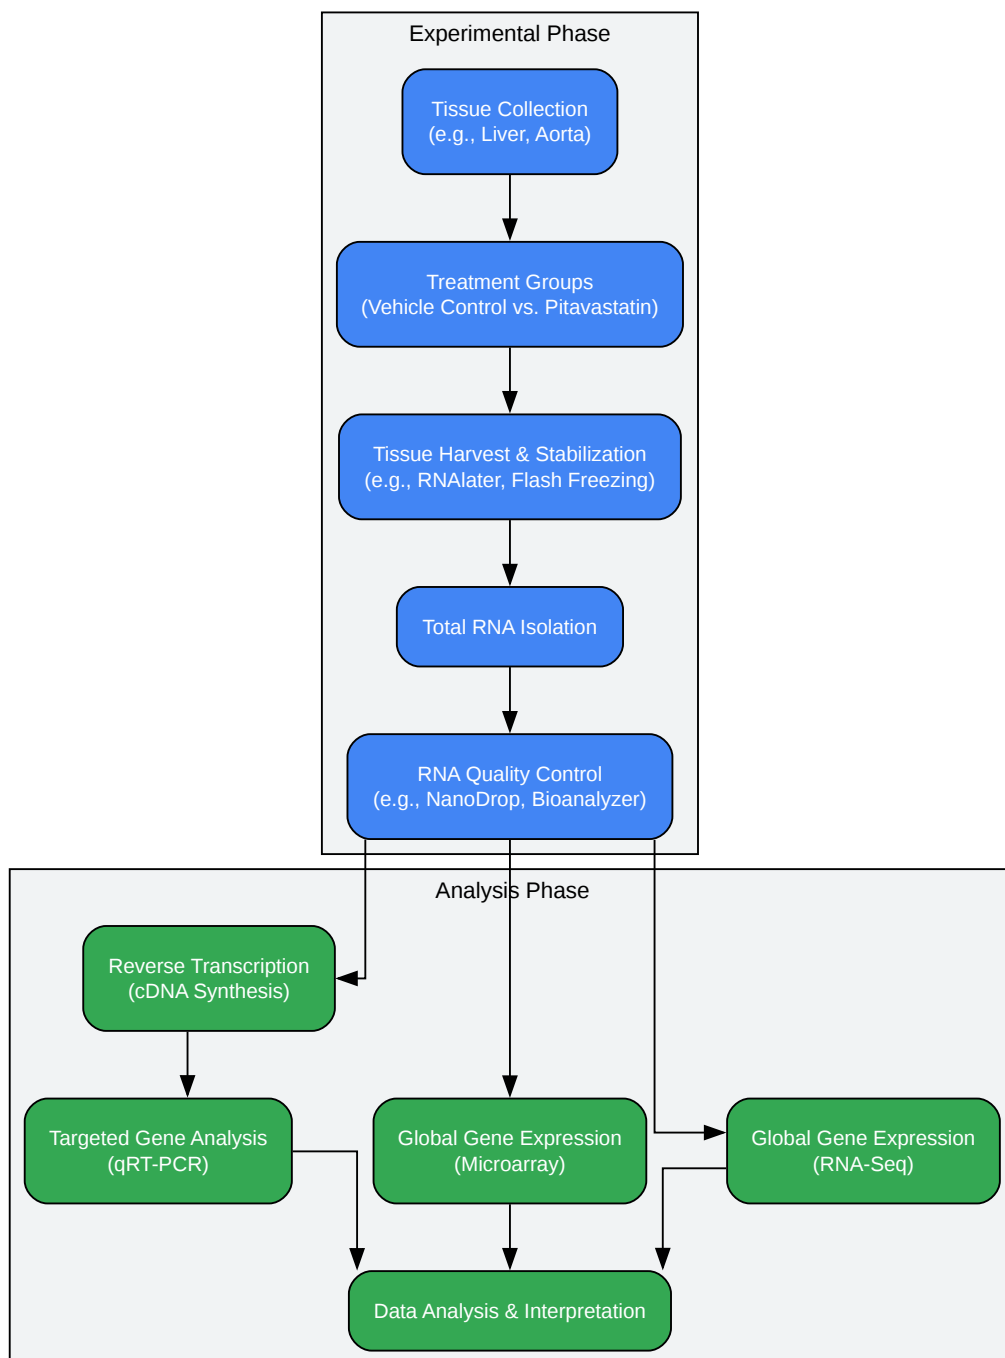 Experimental Phase
Tissue Collection
(e.g., Liver, Aorta)
Treatment Groups
(Vehicle Control vs. Pitavastatin)
Tissue Harvest & Stabilization
(e.g., RNAlater, Flash Freezing)
Total RNA Isolation
RNA Quality Control
(e.g., NanoDrop, Bioanalyzer)
Analysis Phase
Reverse Transcription
(cDNA Synthesis)
Targeted Gene Analysis
(qRT-PCR)
Global Gene Expression
(Microarray)
Global Gene Expression
(RNA-Seq)
Data Analysis & Interpretation